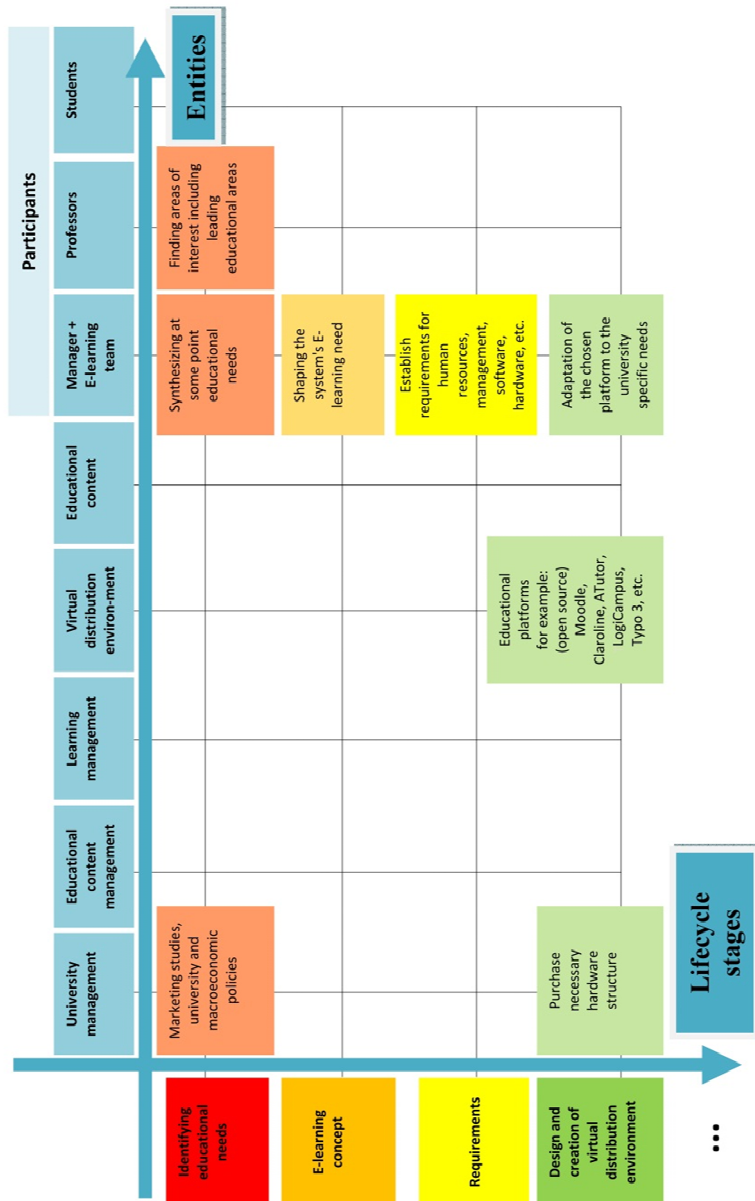 Participants
University
management
Educational
content
management
Learning
management
Virtual
distribution
environ-ment
Educational
content
Manager +
E-learning
team
Professors
Students
Entities
Identifying
educational
needs
Marketing studies,
university and
macroeconomic
policies
Synthesizing at
some point
educational
needs
Finding areas of
interest including
leading
educational areas
E-learning
concept
Shaping the
system's E-
learning need
Requirements
Establish
requirements for
human
resources,
management,
software,
hardware, etc.
Design and
creation of
virtual
distribution
environment
Purchase
necessary
hardware
structure
Educational
platforms
for example:
(open source)
Moodle,
Claroline, ATutor,
LogiCampus,
Typo 3, etc.
Adaptation of
the chosen
platform to the
university
specific needs
...
Lifecycle
stages